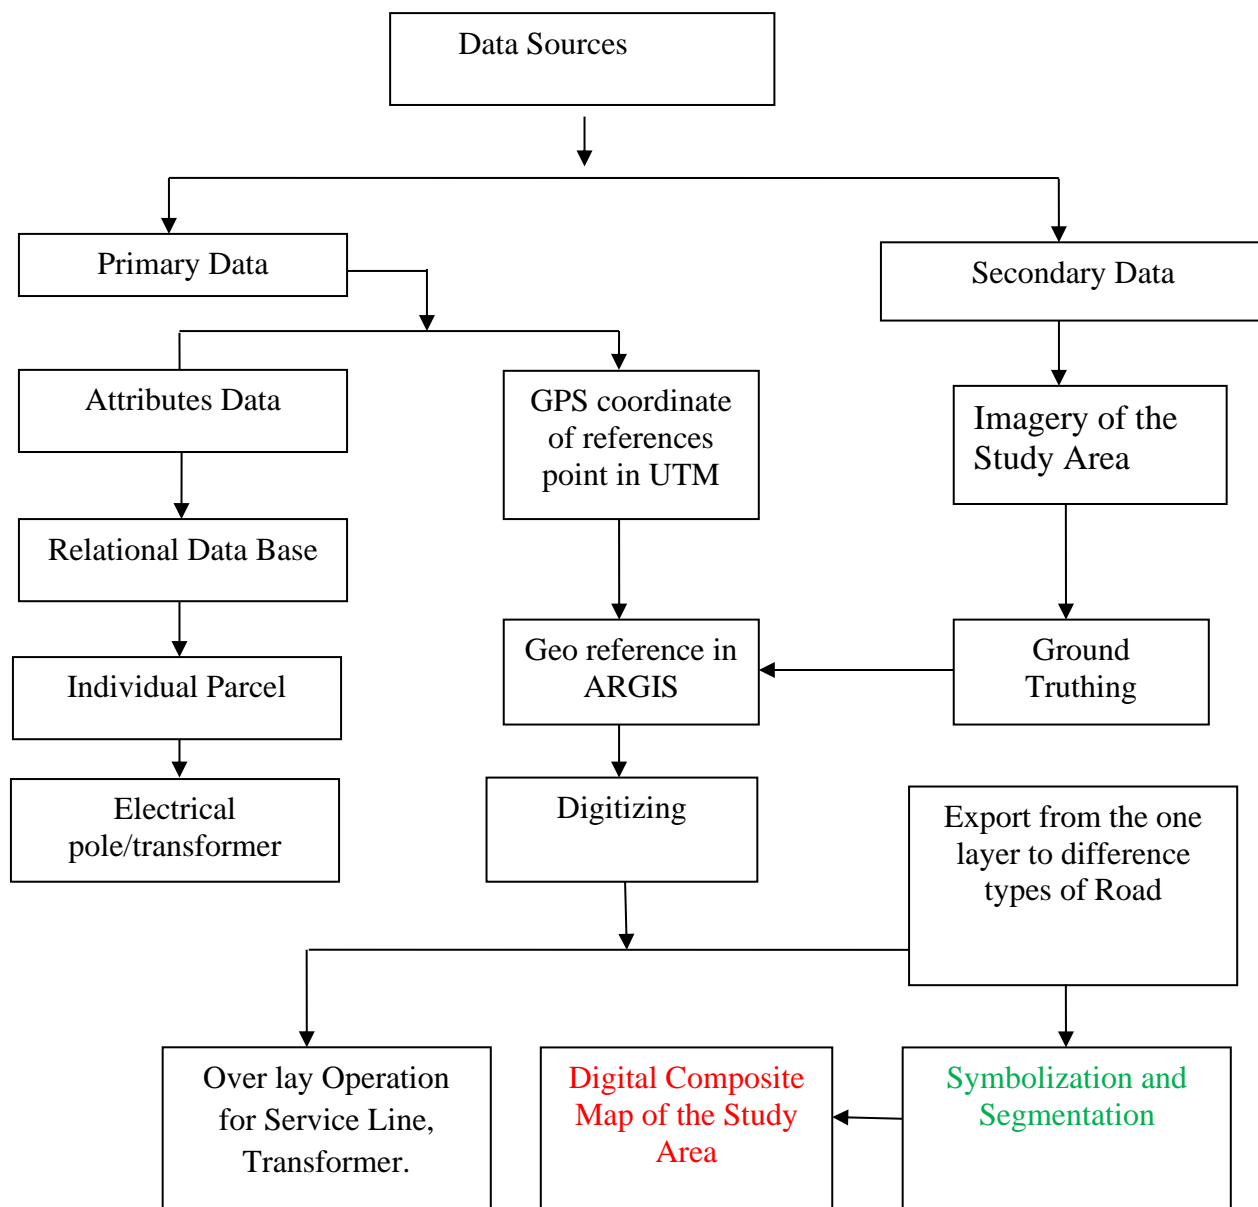 Data Sources
Primary Data
Secondary Data
Attributes Data
GPS coordinate
of references
point in UTM
Imagery of the
Study Area
Relational Data Base
Individual Parcel
Geo reference in
ARGIS
Ground
Truthing
Electrical
pole/transformer
Digitizing
Export from the one
layer to difference
types of Road
Over lay Operation
for Service Line,
Transformer.
Digital Composite
Map of the Study
Area
Symbolization and
Segmentation